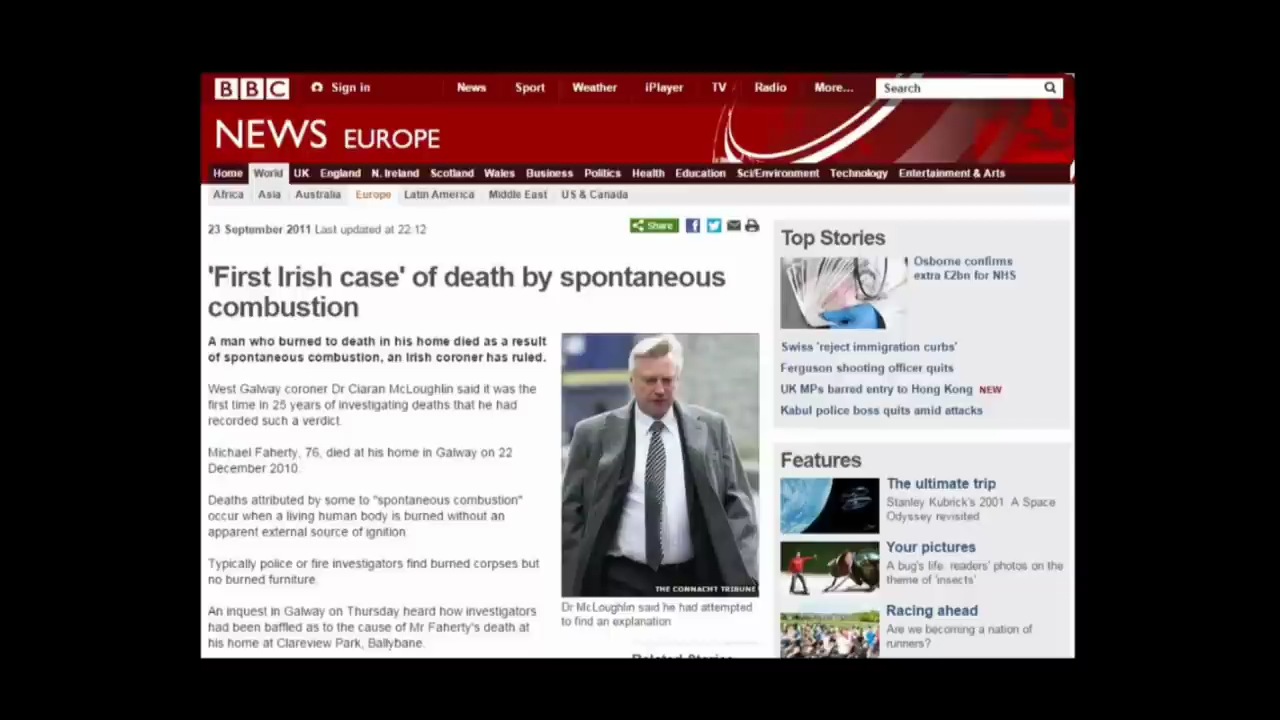 BBC Sign in News Sport Weather iPlayer TV Radio More... Search
NEWS EUROPE
Home World UK England N. Ireland Scotland Wales Business Politics Health Education Sci/Environment Technology Entertainment & Arts
Africa Asia Australia Europe Latin America Middle East US & Canada
23 September 2011 Last updated at 22:12
Share
'First Irish case' of death by spontaneous
combustion
A man who burned to death in his home died as a result
of spontaneous combustion, an Irish coroner has ruled.
West Galway coroner Dr Ciaran McLoughlin said it was the
first time in 25 years of investigating deaths that he had
recorded such a verdict.
Michael Faherty, 76, died at his home in Galway on 22
December 2010.
Deaths attributed by some to "spontaneous combustion"
occur when a living human body is burned without an
apparent external source of ignition.
Typically police or fire investigators find burned corpses but
no burned furniture.
An inquest in Galway on Thursday heard how investigators
had been baffled as to the cause of Mr Faherty's death at
his home at Clareview Park, Ballybane.
THE CONNACHT TRIBUNE
Dr McLoughlin said he had attempted
to find an explanation
Related Stories
Top Stories
Osborne confirms
extra £2bn for NHS
Swiss 'reject immigration curbs'
Ferguson shooting officer quits
UK MPs barred entry to Hong Kong NEW
Kabul police boss quits amid attacks
Features
The ultimate trip
Stanley Kubrick's 2001: A Space
Odyssey revisited
Your pictures
A bug's life: readers' photos on the
theme of 'insects'
Racing ahead
Are we becoming a nation of
runners?